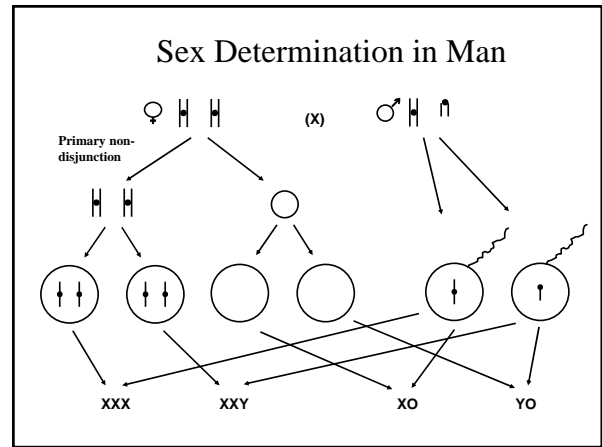 Sex Determination in Man
♀ (X) ♂
Primary non-
disjunction
XXX XXY XO YO